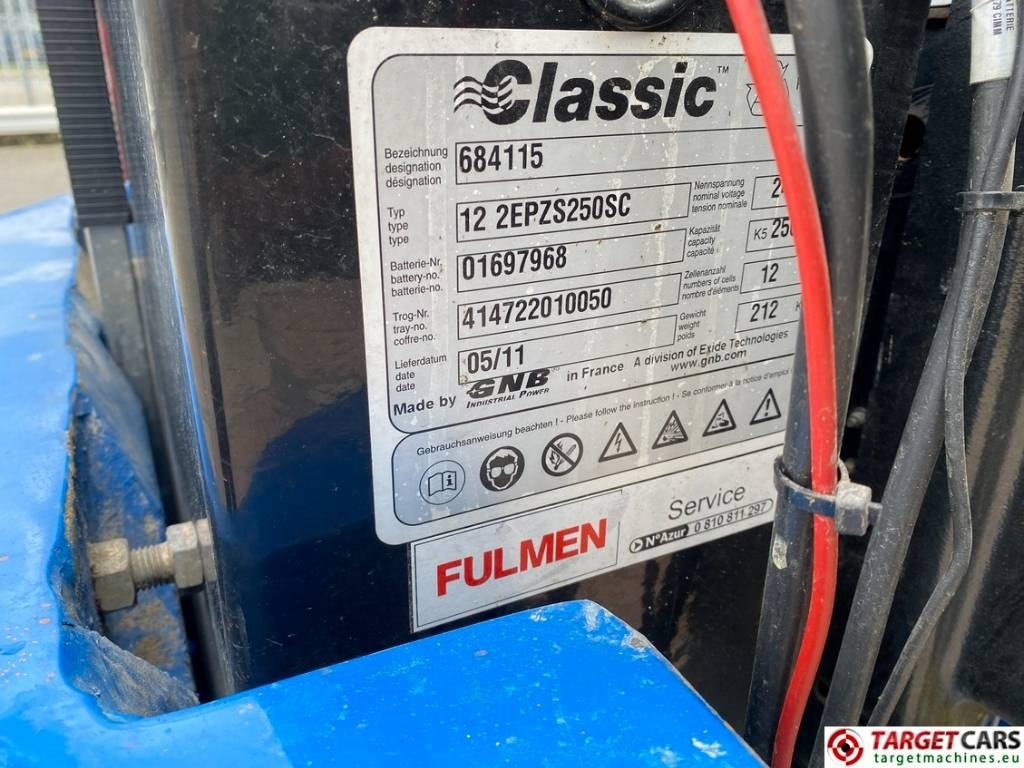 Classic™
Bezeichnung
designation
désignation
684115
Typ
type
type
12 2EPZS250SC
Nennspannung
nominal voltage
tension nominale
Batterie-Nr.
battery-no.
batterie-no.
01697968
Kapazität
capacity
capacité
K5 250
Trog-Nr.
tray-no.
coffre-no.
414722010050
Zellenanzahl
numbers of cells
nombre d'éléments
12
Lieferdatum
date
date
05/11
Gewicht
weight
poids
212
Made by GNB in France A division of Exide Technologies
INDUSTRIAL POWER
www.gnb.com
Gebrauchsanweisung beachten ! - Please follow the instruction ! - Se conformer à la notice d'emploi
FULMEN
Service
N°Azur 0 810 811 297
BATTERIE
TARGETCARS
targetmachines.eu